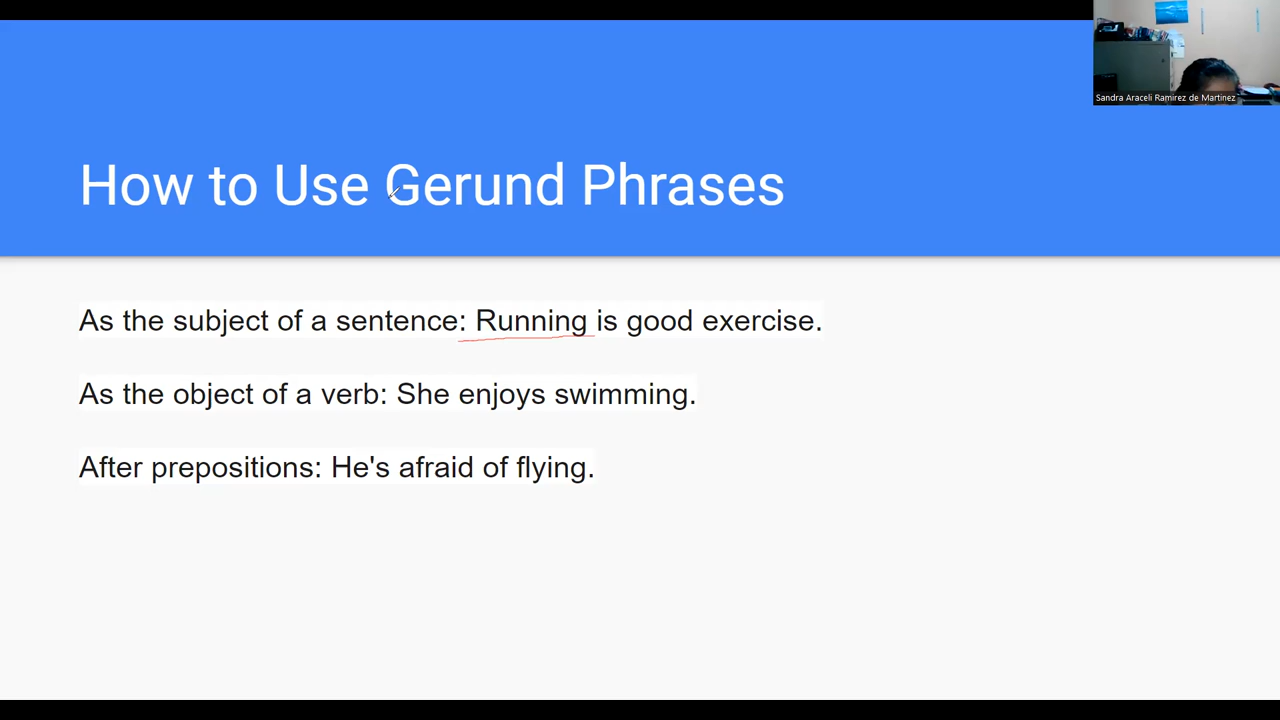 Sandra Araceli Ramirez de Martinez
How to Use Gerund Phrases
As the subject of a sentence: Running is good exercise.
As the object of a verb: She enjoys swimming.
After prepositions: He's afraid of flying.